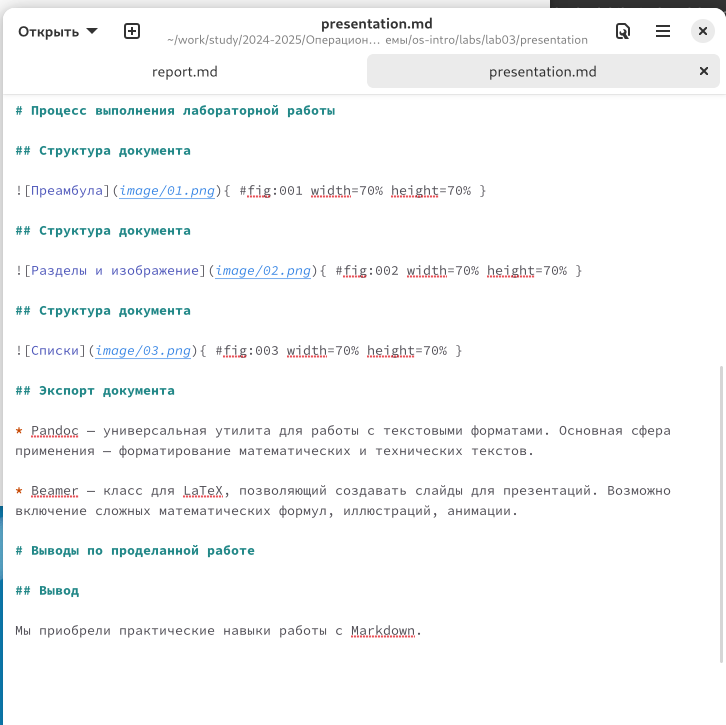 Открыть
presentation.md
~/work/study/2024-2025/Операцион… емы/os-intro/labs/lab03/presentation
report.md
presentation.md
# Процесс выполнения лабораторной работы
## Структура документа
![Преамбула](image/01.png){ #fig:001 width=70% height=70% }
## Структура документа
![Разделы и изображение](image/02.png){ #fig:002 width=70% height=70% }
## Структура документа
![Списки](image/03.png){ #fig:003 width=70% height=70% }
## Экспорт документа
* Pandoc — универсальная утилита для работы с текстовыми форматами. Основная сфера
применения — форматирование математических и технических текстов.
* Beamer — класс для LaTeX, позволяющий создавать слайды для презентаций. Возможно
включение сложных математических формул, иллюстраций, анимации.
# Выводы по проделанной работе
## Вывод
Мы приобрели практические навыки работы с Markdown.